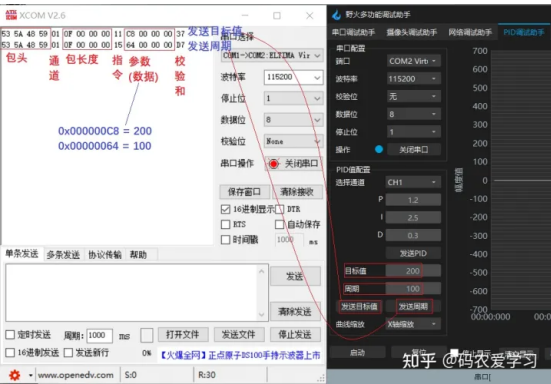 XCOM V2.6
53 5A 48 59 01 0F 00 00 00 11 C8 00 00 00 37 发送目标值
53 5A 48 59 01 0F 00 00 00 15 64 00 00 00 D7 发送周期
包头
通道
包长度
指令
参数(数据)
校验和
0x000000C8 = 200
0x00000064 = 100
串口选择
COM1->COM2 ELTIMA Vir
波特率 115200
停止位 1
数据位 8
校验位 None
串口操作 关闭串口
保存窗口 清除接收
16进制显示 DTR
RTS 自动保存
时间戳 1000 ms
单条发送 多条发送 协议传输 帮助
发送
清除发送
定时发送 周期: 1000 ms 打开文件 发送文件 停止发送
16进制发送 发送新行 0% 【火爆全网】正点原子DS100手持示波器上市
www.openedv.com S:0 R:30
野火多功能调试助手
串口调试助手 摄像头调试助手 网络调试助手 PID调试助手
串口配置
端口 COM2 Virt
波特率 115200
校验位 无
数据位 8
停止位 1
操作 关闭串口
PID值配置
选择通道 CH1
P 1.2
I 2.5
D 0.3
发送PID
目标值 200
周期 100
发送目标值 发送周期
曲线缩放 X轴缩放
启动
串口[
700
600
500
400
300
200
100
0
-100
-200
-300
-400
-500
-600
-700
00:00:000
幅度值
知乎 @码农爱学习